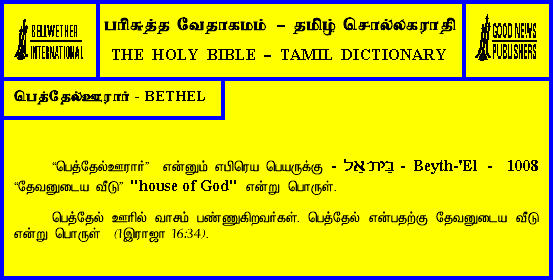 BELLWETHER
INTERNATIONAL
பரிசுத்த வேதாகமம் – தமிழ் சொல்லகராதி
THE HOLY BIBLE – TAMIL DICTIONARY
GOOD NEWS
PUBLISHERS
பெத்தேல்ஊரார் - BETHEL
“பெத்தேல்ஊரார்” என்னும் எபிரெய பெயருக்கு - בֵּיתְאֵל - Beyth-'El - 1008
“தேவனுடைய வீடு” "house of God" என்று பொருள்.
பெத்தேல் ஊரில் வாசம் பண்ணுகிறவர்கள். பெத்தேல் என்பதற்கு தேவனுடைய வீடு
என்று பொருள் (1இராஜா 16:34).